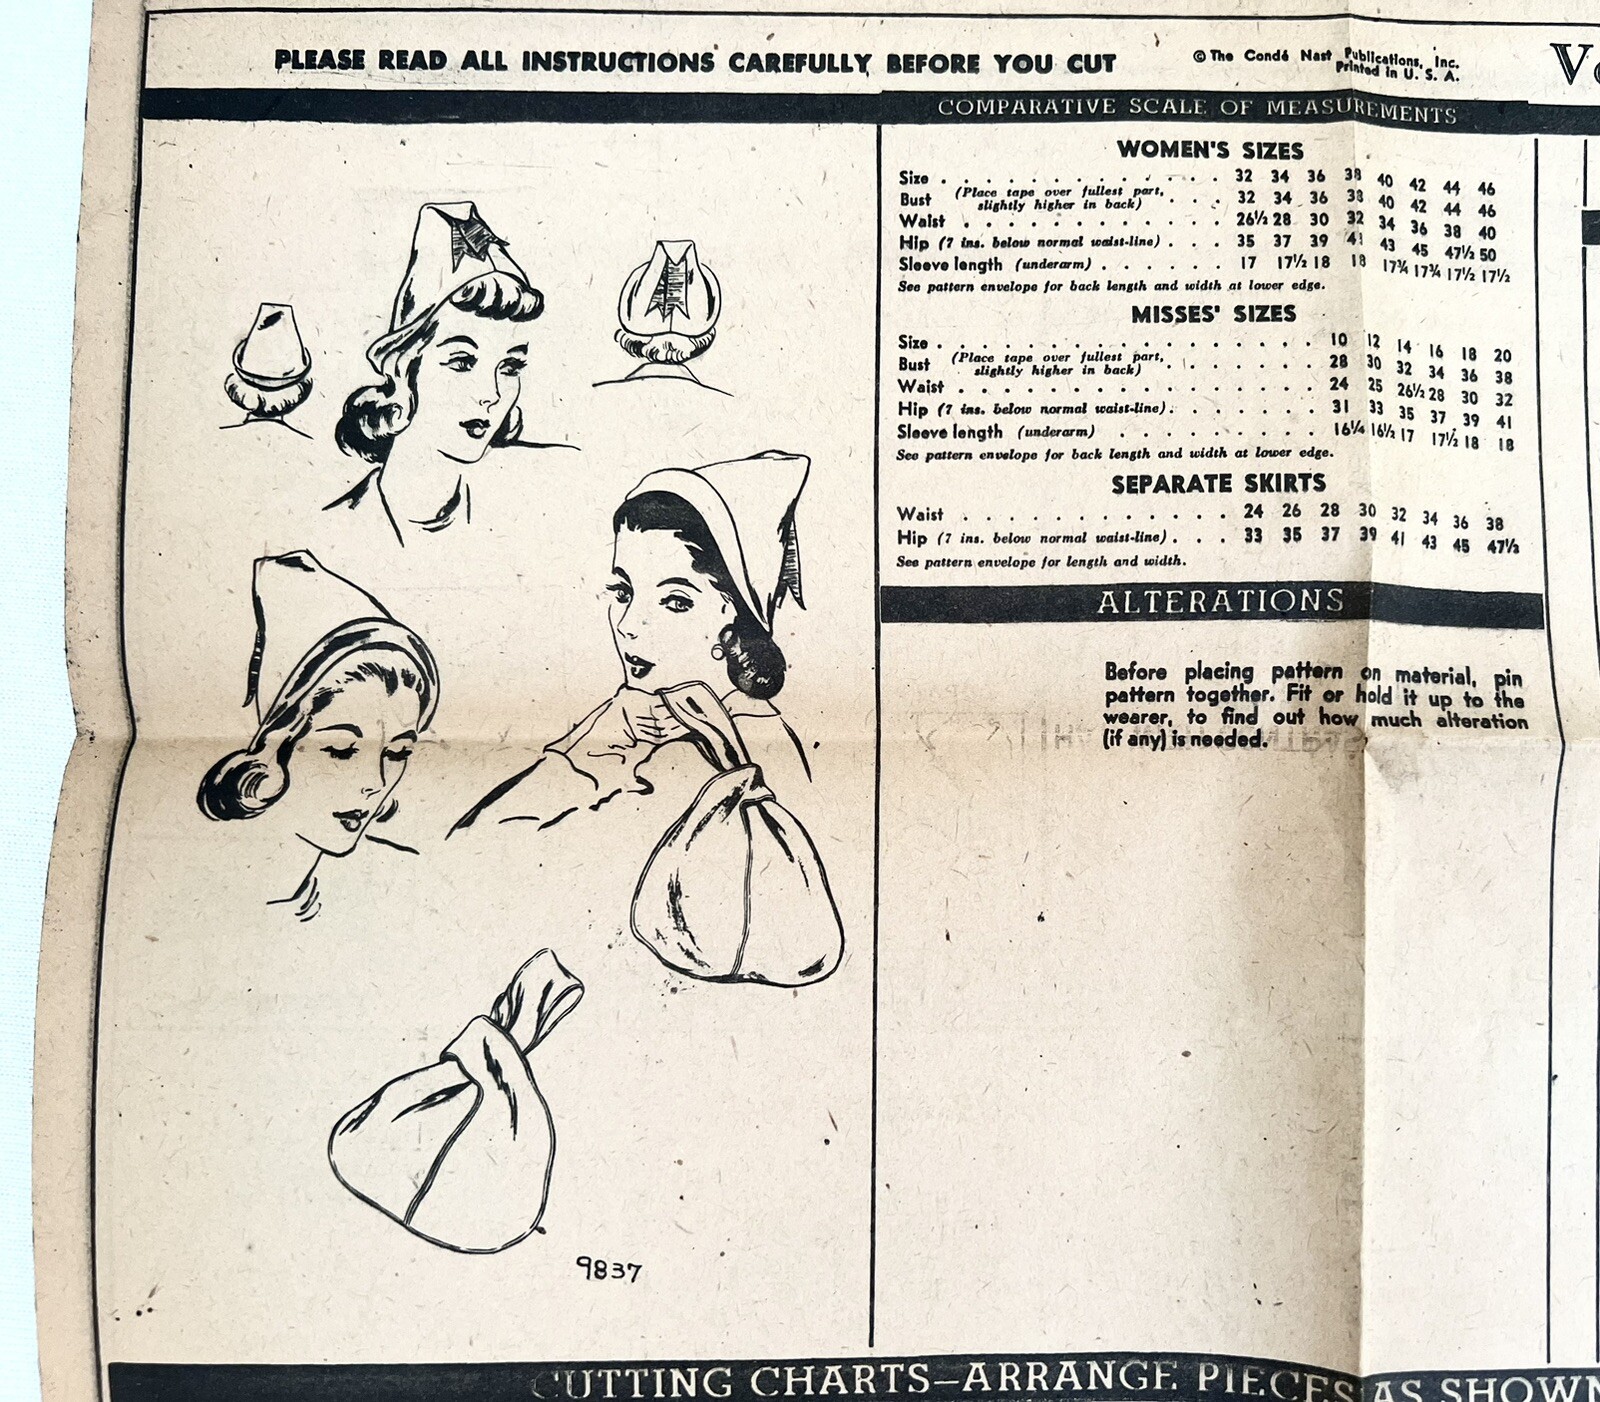 PLEASE READ ALL INSTRUCTIONS CAREFULLY BEFORE YOU CUT
© The Condé Nast Publications, Inc.
Printed in U. S. A.
COMPARATIVE SCALE OF MEASUREMENTS
WOMEN'S SIZES
Size . . . . . . . . . . . . . 32 34 36 38 40 42 44 46
Bust (Place tape over fullest part, slightly higher in back) . . . 32 34 36 38 40 42 44 46
Waist . . . . . . . . . . . . 26½ 28 30 32 34 36 38 40
Hip (7 ins. below normal waist-line) . . . 35 37 39 41 43 45 47½ 50
Sleeve length (underarm) . . . . . . 17 17½ 18 18 17¾ 17¾ 17½ 17½
See pattern envelope for back length and width at lower edge.
MISSES' SIZES
Size . . . . . . . . . . . . . . . . . 10 12 14 16 18 20
Bust (Place tape over fullest part, slightly higher in back) . . . . . . . 28 30 32 34 36 38
Waist . . . . . . . . . . . . . . . . 24 25 26½ 28 30 32
Hip (7 ins. below normal waist-line) . . . . . . . 31 33 35 37 39 41
Sleeve length (underarm) . . . . . . . . . 16¼ 16½ 17 17½ 18 18
See pattern envelope for back length and width at lower edge.
SEPARATE SKIRTS
Waist . . . . . . . . . . . . 24 26 28 30 32 34 36 38
Hip (7 ins. below normal waist-line) . . . 33 35 37 39 41 43 45 47½
See pattern envelope for length and width.
ALTERATIONS
Before placing pattern on material, pin
pattern together. Fit or hold it up to the
wearer, to find out how much alteration
(if any) is needed.
9837
CUTTING CHARTS—ARRANGE PIECES AS SHOWN